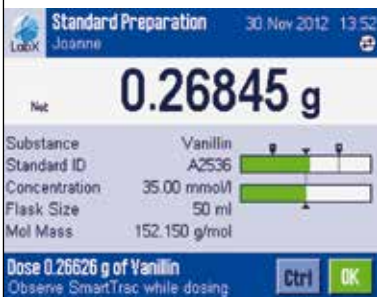 Standard Preparation 30 Nov 2012 13:52
LabX Joanne
Net 0.26845 g
Substance Vanillin
Standard ID A2536
Concentration 35.00 mmol/l
Flask Size 50 ml
Mol Mass 152.150 g/mol
Dose 0.26626 g of Vanillin
Observe SmartTrac while dosing
Ctrl OK